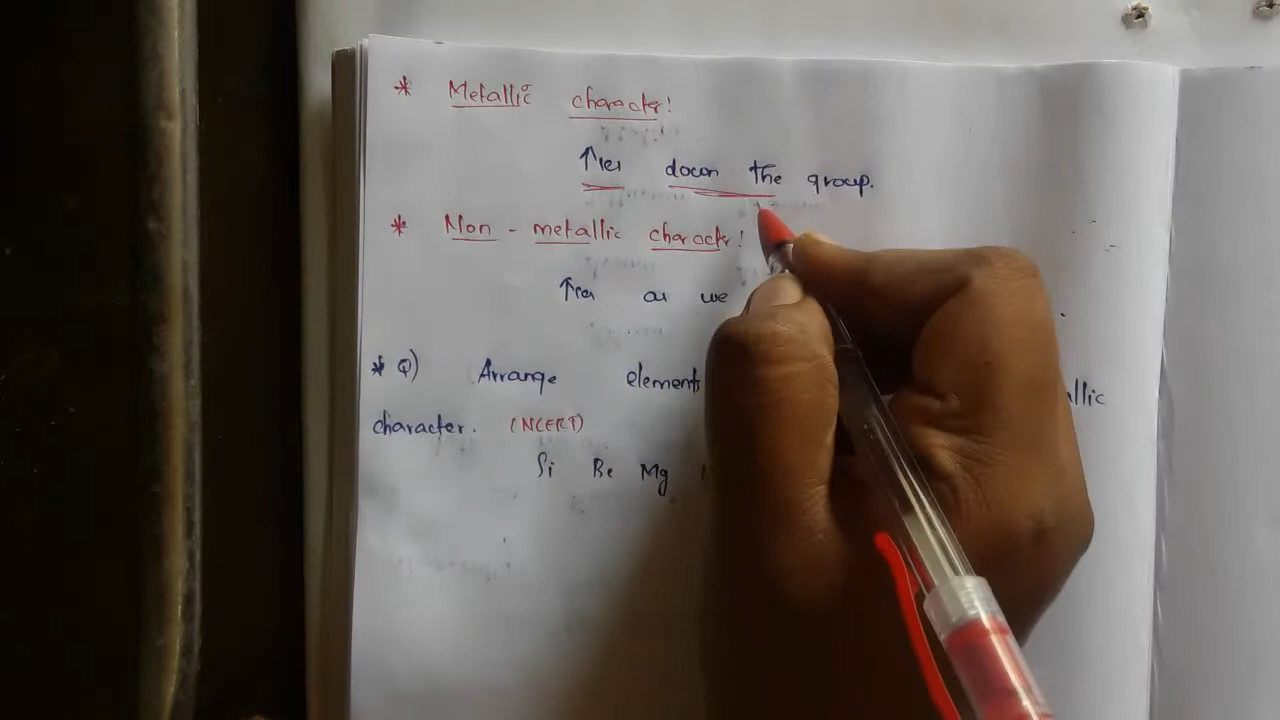 * Metallic character!
↑ses down the group.
* Non-metallic character!
↑ses as we
* Q) Arrange elements allic
character. (NCERT)
Si Be Mg